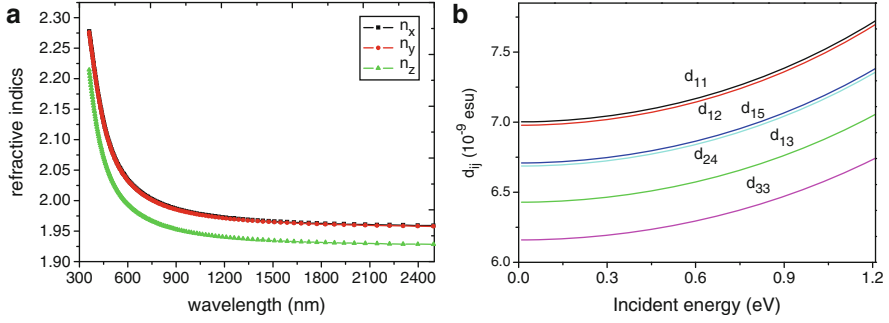 a
2.30
2.25
2.20
2.15
2.10
2.05
2.00
1.95
1.90
300 600 900 1200 1500 1800 2100 2400
refractive indics
wavelength (nm)
n_x
n_y
n_z
b
7.5
7.0
6.5
6.0
0.0 0.3 0.6 0.9 1.2
d_ij (10^-9 esu)
Incident energy (eV)
d_11
d_12
d_15
d_24
d_13
d_33